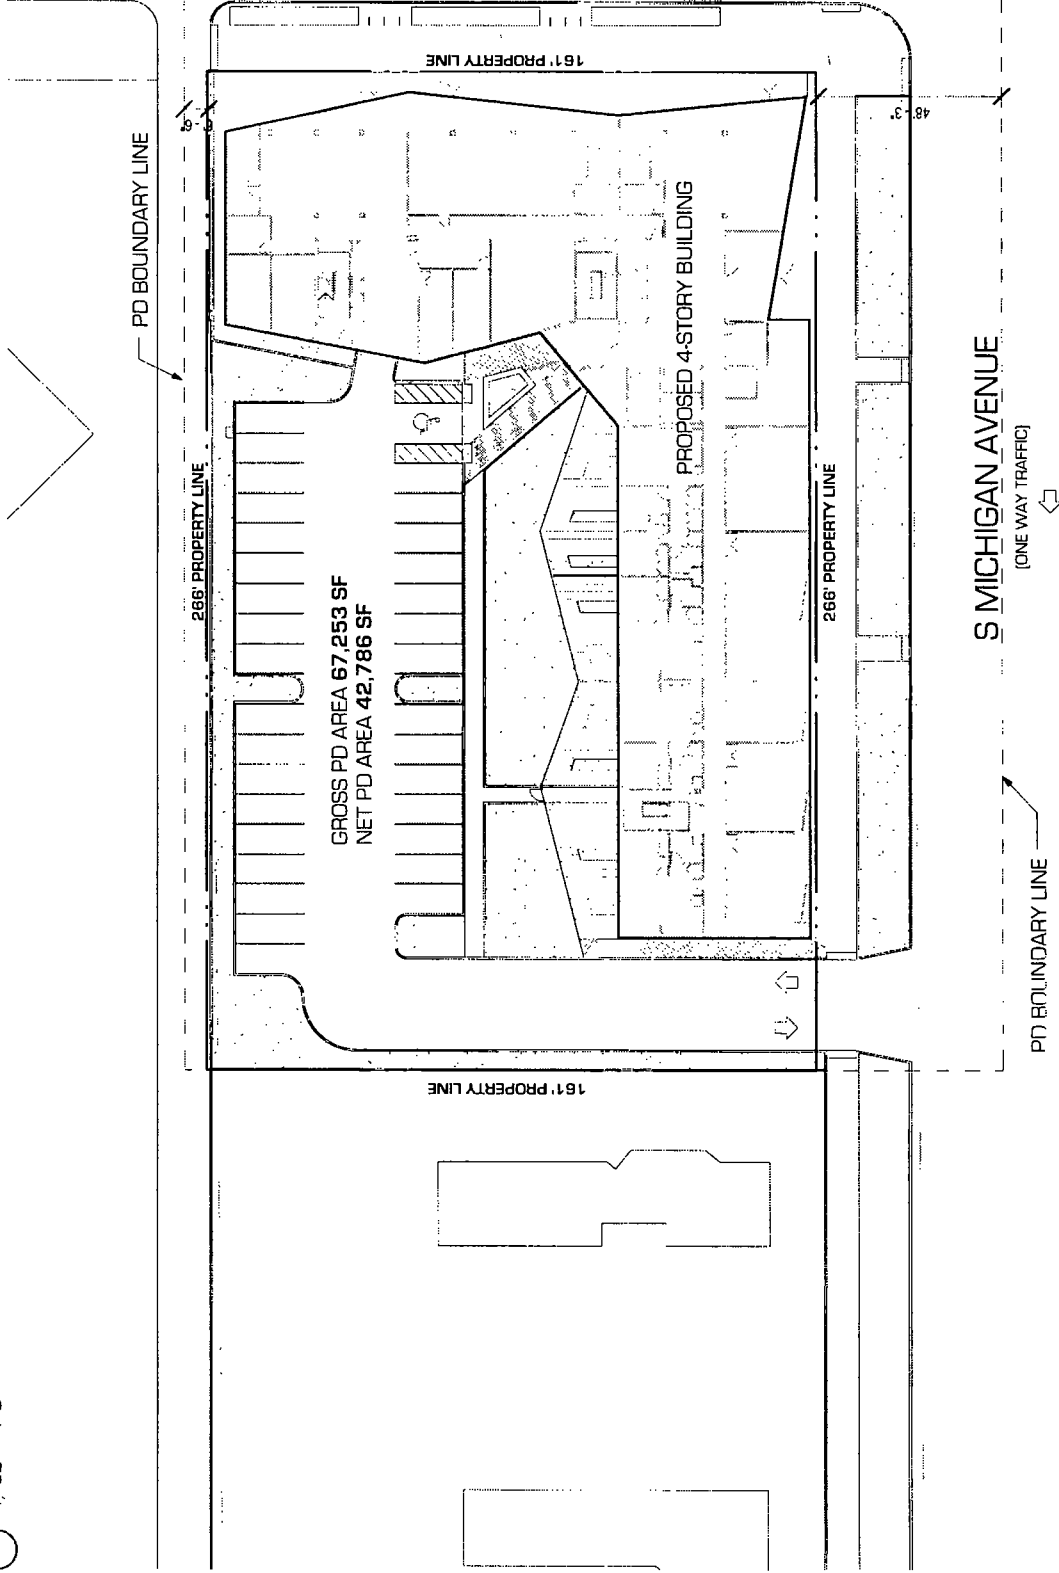 161' PROPERTY LINE
PD BOUNDARY LINE
48'-3"
PROPOSED 4-STORY BUILDING
266' PROPERTY LINE
266' PROPERTY LINE
GROSS PD AREA 67,253 SF
NET PD AREA 42,786 SF
S MICHIGAN AVENUE
[ONE WAY TRAFFIC]
PD BOUNDARY LINE
161' PROPERTY LINE